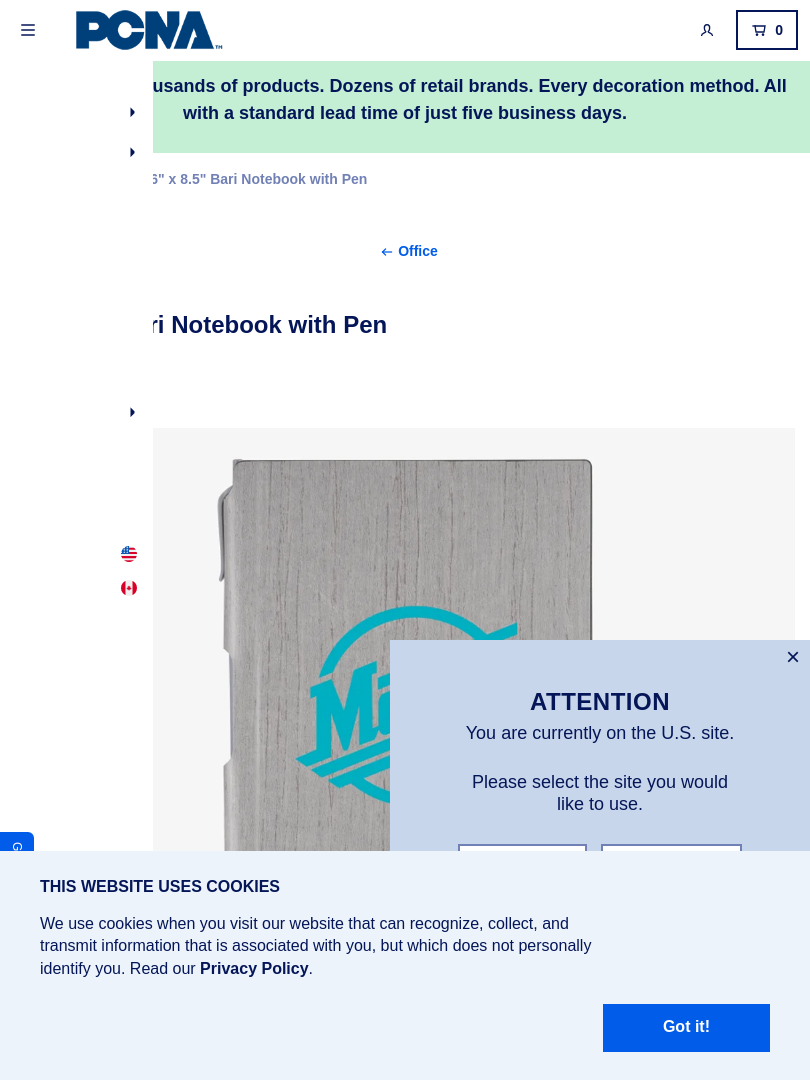 PCNA™
0
usands of products. Dozens of retail brands. Every decoration method. All
with a standard lead time of just five business days.
6" x 8.5" Bari Notebook with Pen
← Office
ri Notebook with Pen
ATTENTION
You are currently on the U.S. site.
Please select the site you would
like to use.
G
THIS WEBSITE USES COOKIES
We use cookies when you visit our website that can recognize, collect, and
transmit information that is associated with you, but which does not personally
identify you. Read our Privacy Policy.
Got it!